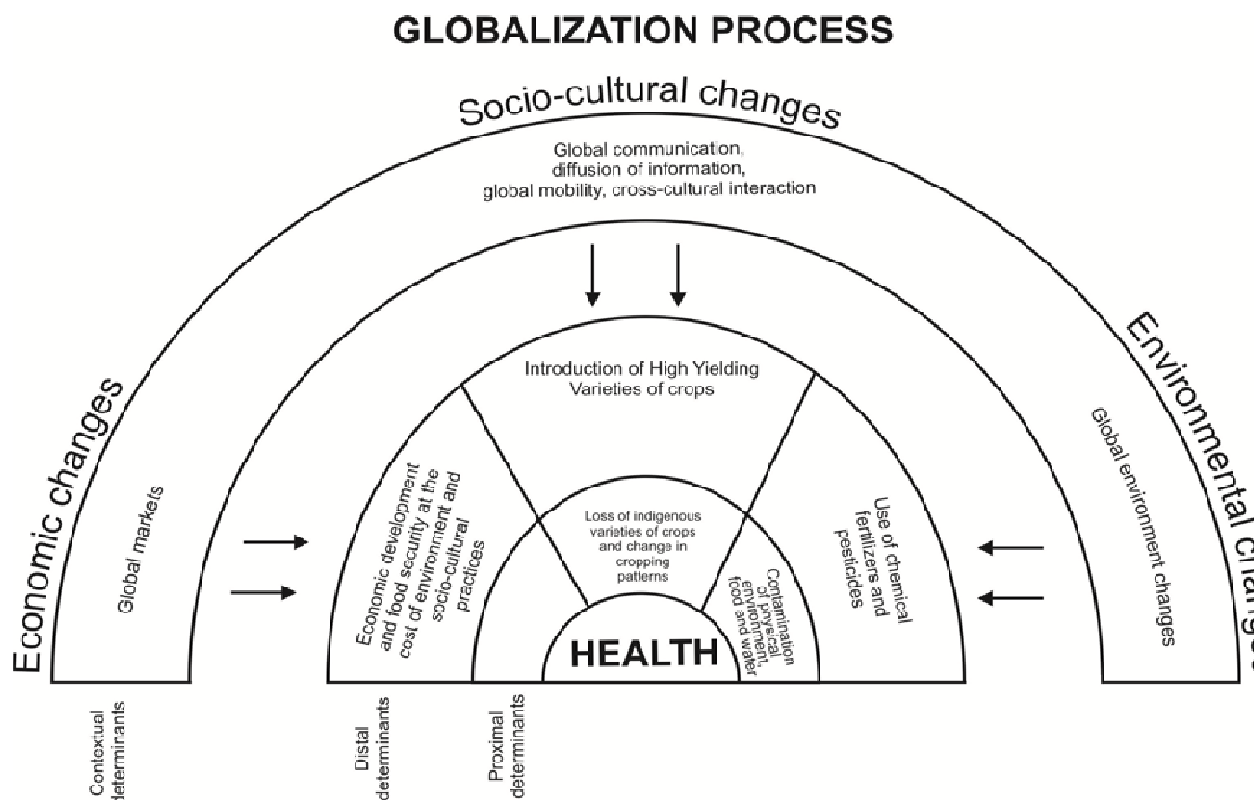 GLOBALIZATION PROCESS
Socio-cultural changes
Global communication,
diffusion of information,
global mobility, cross-cultural interaction
Economic changes
Global markets
Environmental changes
Global environment changes
Introduction of High Yielding
Varieties of crops
Economic development
and food security at the
cost of environment and
socio-cultural
practices
Use of chemical
fertilizers and
pesticides
Loss of indigenous
varieties of crops
and change in
cropping
patterns
Contamination
of physical
environment,
food and water
HEALTH
Contextual
determinants
Distal
determinants
Proximal
determinants